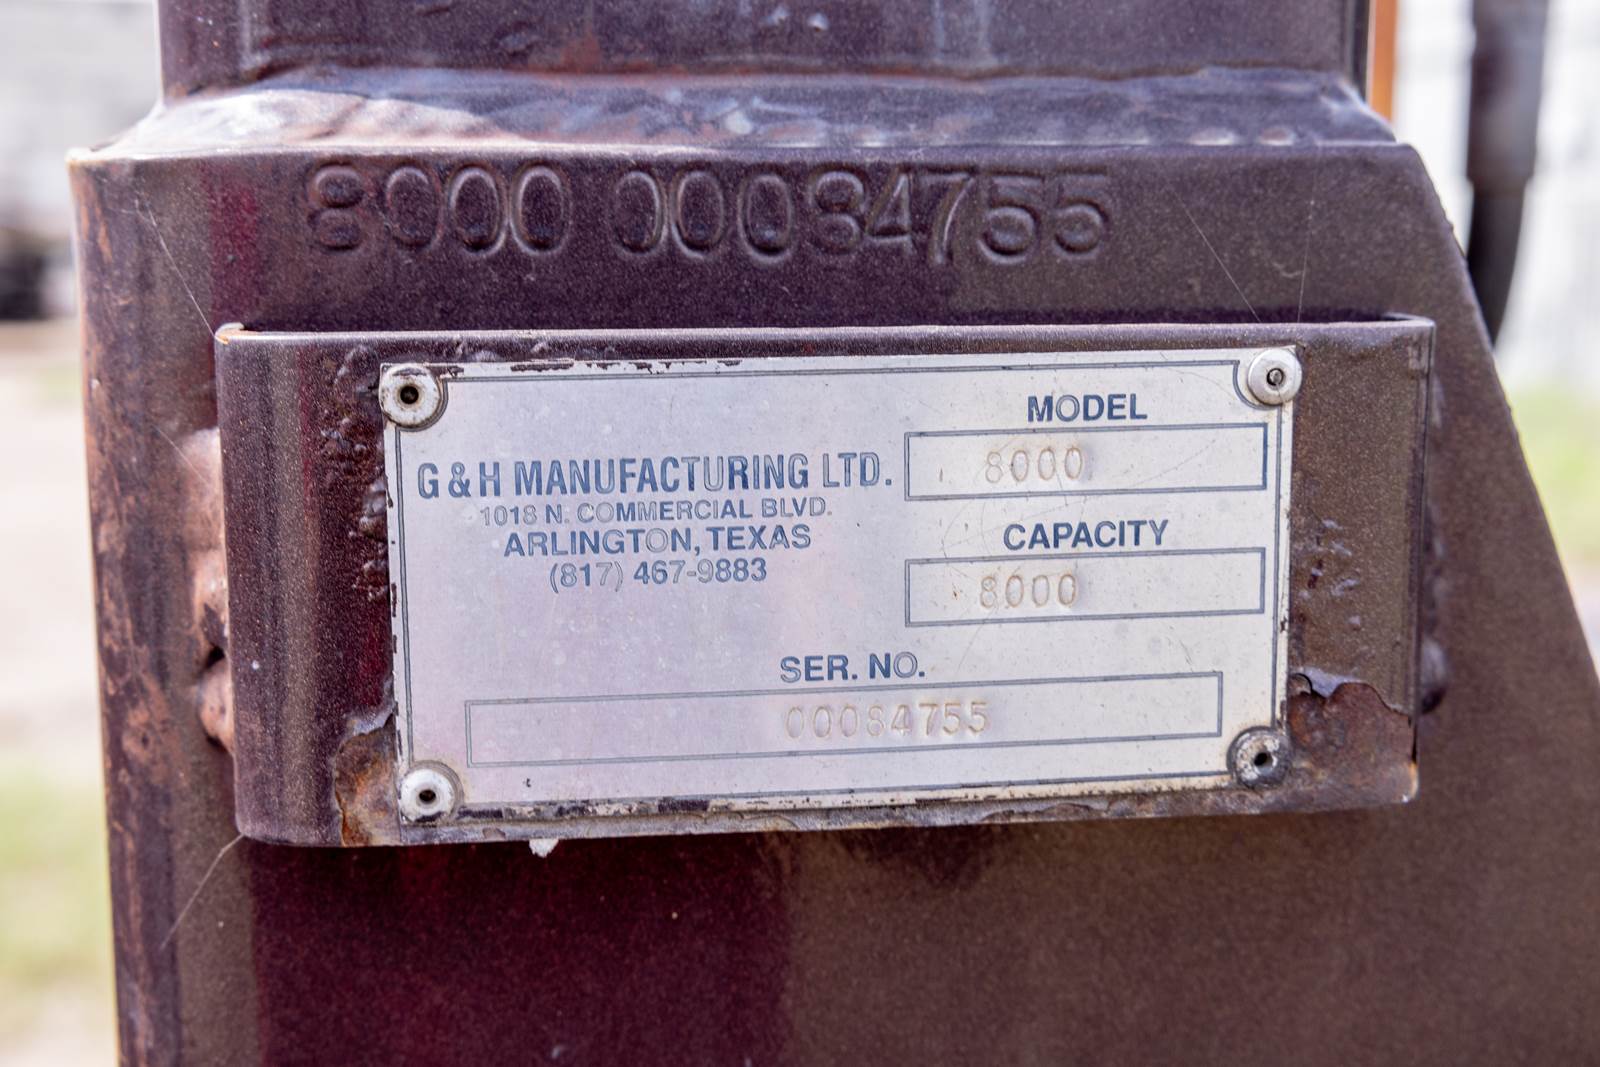 8000 00084755
G & H MANUFACTURING LTD.
1018 N. COMMERCIAL BLVD.
ARLINGTON, TEXAS
(817) 467-9883
MODEL
8000
CAPACITY
8000
SER. NO.
00084755